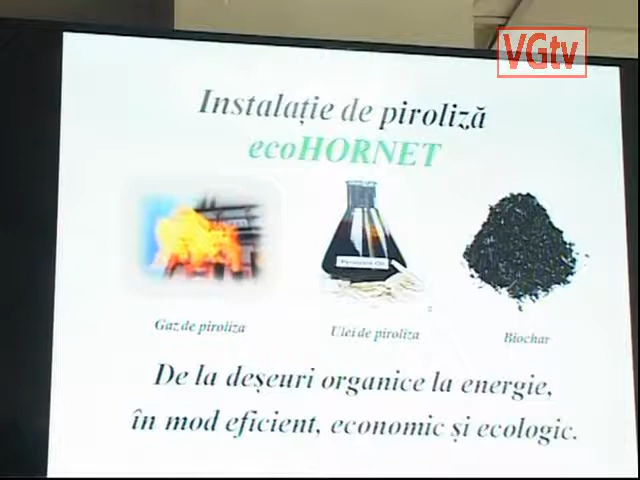 VGtv
Instalație de piroliză
ecoHORNET
Gaz de piroliza
Ulei de piroliza
Biochar
De la deșeuri organice la energie,
în mod eficient, economic și ecologic.